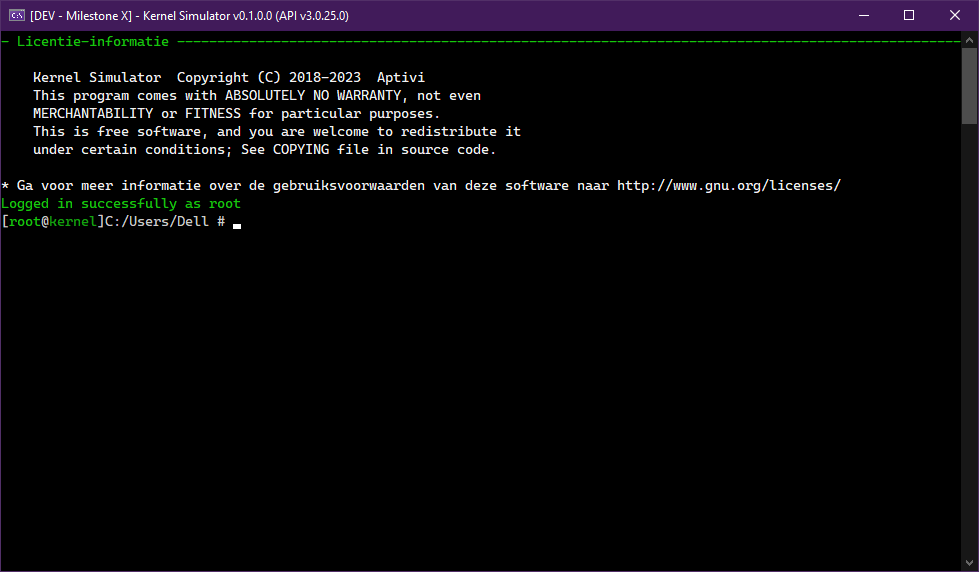 [DEV - Milestone X] - Kernel Simulator v0.1.0.0 (API v3.0.25.0)
- Licentie-informatie
Kernel Simulator  Copyright (C) 2018-2023  Aptivi
This program comes with ABSOLUTELY NO WARRANTY, not even
MERCHANTABILITY or FITNESS for particular purposes.
This is free software, and you are welcome to redistribute it
under certain conditions; See COPYING file in source code.
* Ga voor meer informatie over de gebruiksvoorwaarden van deze software naar http://www.gnu.org/licenses/
Logged in successfully as root
[root@kernel]C:/Users/Dell #